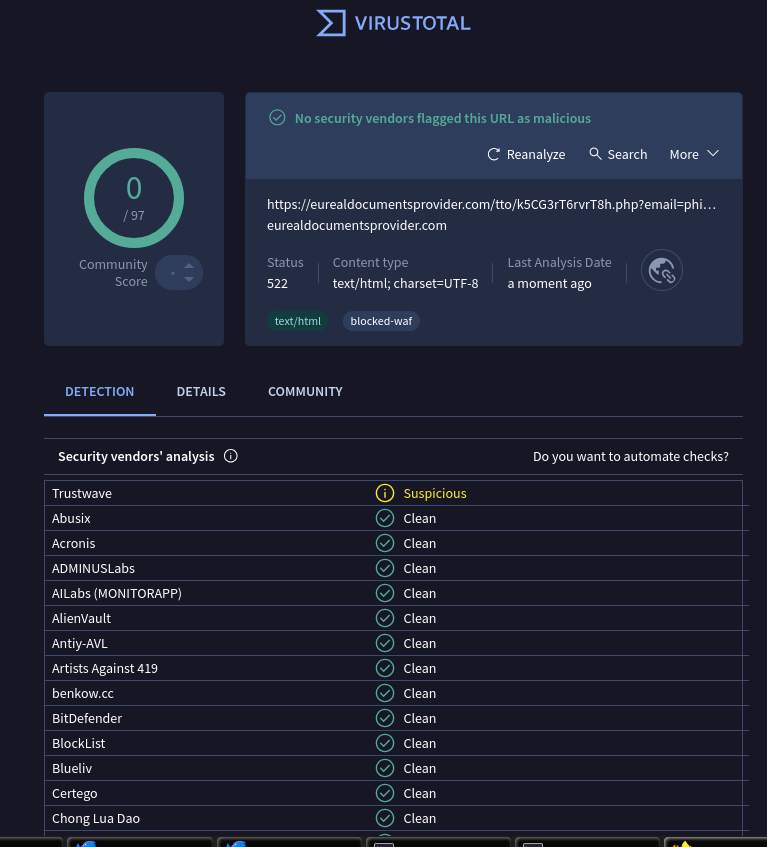 VIRUSTOTAL
No security vendors flagged this URL as malicious
Reanalyze Search More
0
/ 97
Community
Score
https://eurealdocumentsprovider.com/tto/k5CG3rT6rvrT8h.php?email=phi...
eurealdocumentsprovider.com
Status Content type Last Analysis Date
522 text/html; charset=UTF-8 a moment ago
text/html blocked-waf
DETECTION DETAILS COMMUNITY
Security vendors' analysis Do you want to automate checks?
Trustwave Suspicious
Abusix Clean
Acronis Clean
ADMINUSLabs Clean
AILabs (MONITORAPP) Clean
AlienVault Clean
Antiy-AVL Clean
Artists Against 419 Clean
benkow.cc Clean
BitDefender Clean
BlockList Clean
Blueliv Clean
Certego Clean
Chong Lua Dao Clean